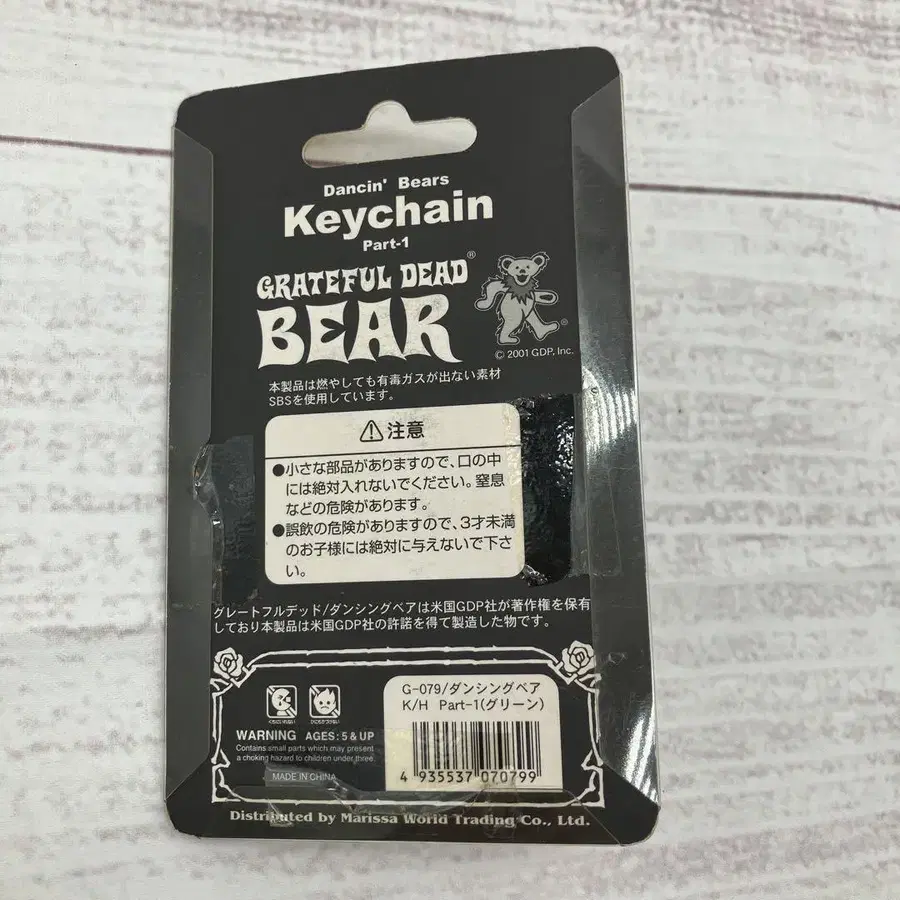 Dancin' Bears
Keychain
Part-1
GRATEFUL DEAD®
BEAR
®
© 2001 GDP, Inc.
本製品は燃やしても有毒ガスが出ない素材
SBSを使用しています。
⚠注意
●小さな部品がありますので、口の中
には絶対入れないでください。窒息
などの危険があります。
●誤飲の危険がありますので、3才未満
のお子様には絶対に与えないで下さ
い。
グレートフルデッド/ダンシングベアは米国GDP社が著作権を保有
しており本製品は米国GDP社の許諾を得て製造した物です。
WARNING AGES: 5 & UP
Contains small parts which may present
a choking hazard to children under three.
MADE IN CHINA
G-079/ダンシングベア
K/H Part-1(グリーン)
4 935537 070799
Distributed by Marissa World Trading Co., Ltd.